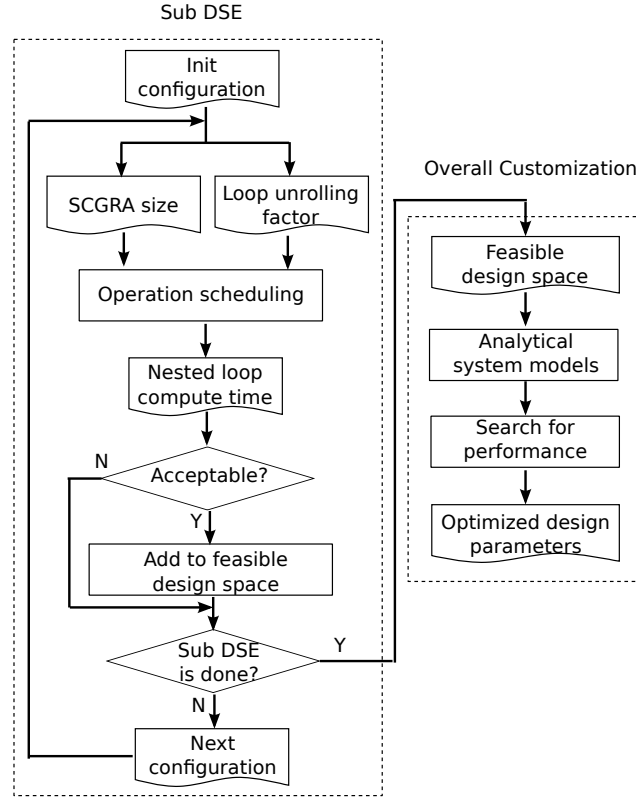 Sub DSE
Init
configuration
SCGRA size
Loop unrolling
factor
Operation scheduling
Nested loop
compute time
Acceptable?
N
Y
Add to feasible
design space
Sub DSE
is done?
Y
N
Next
configuration
Overall Customization
Feasible
design space
Analytical
system models
Search for
performance
Optimized design
parameters